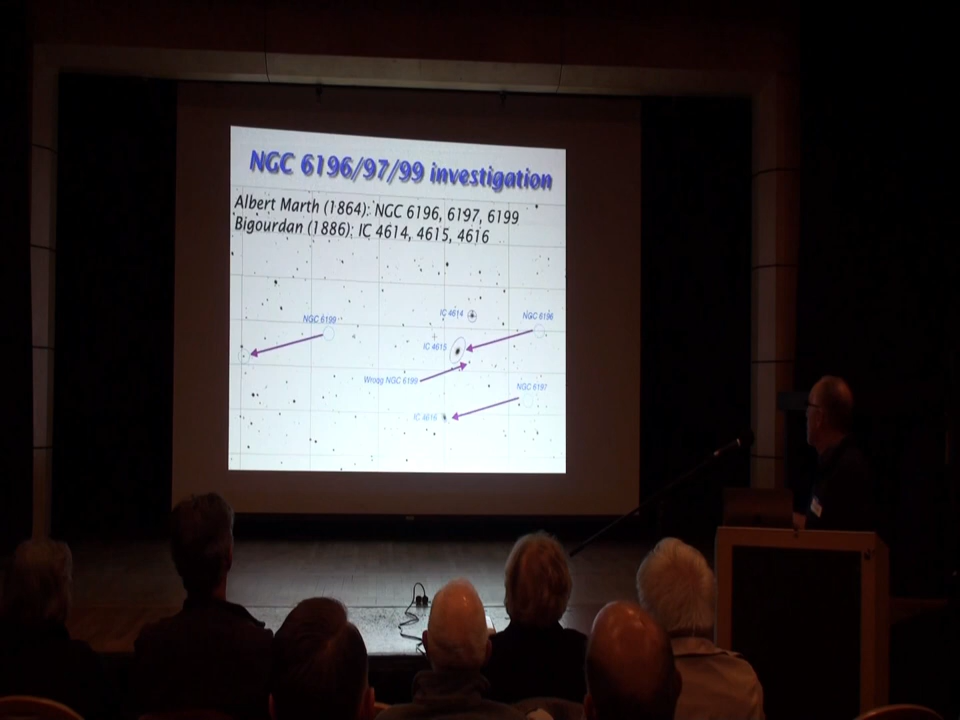 NGC 6196/97/99 investigation
Albert Marth (1864): NGC 6196, 6197, 6199
Bigourdan (1886): IC 4614, 4615, 4616
IC 4614
NGC 6199
NGC 6196
IC 4615
Wrong NGC 6199
NGC 6197
IC 4616